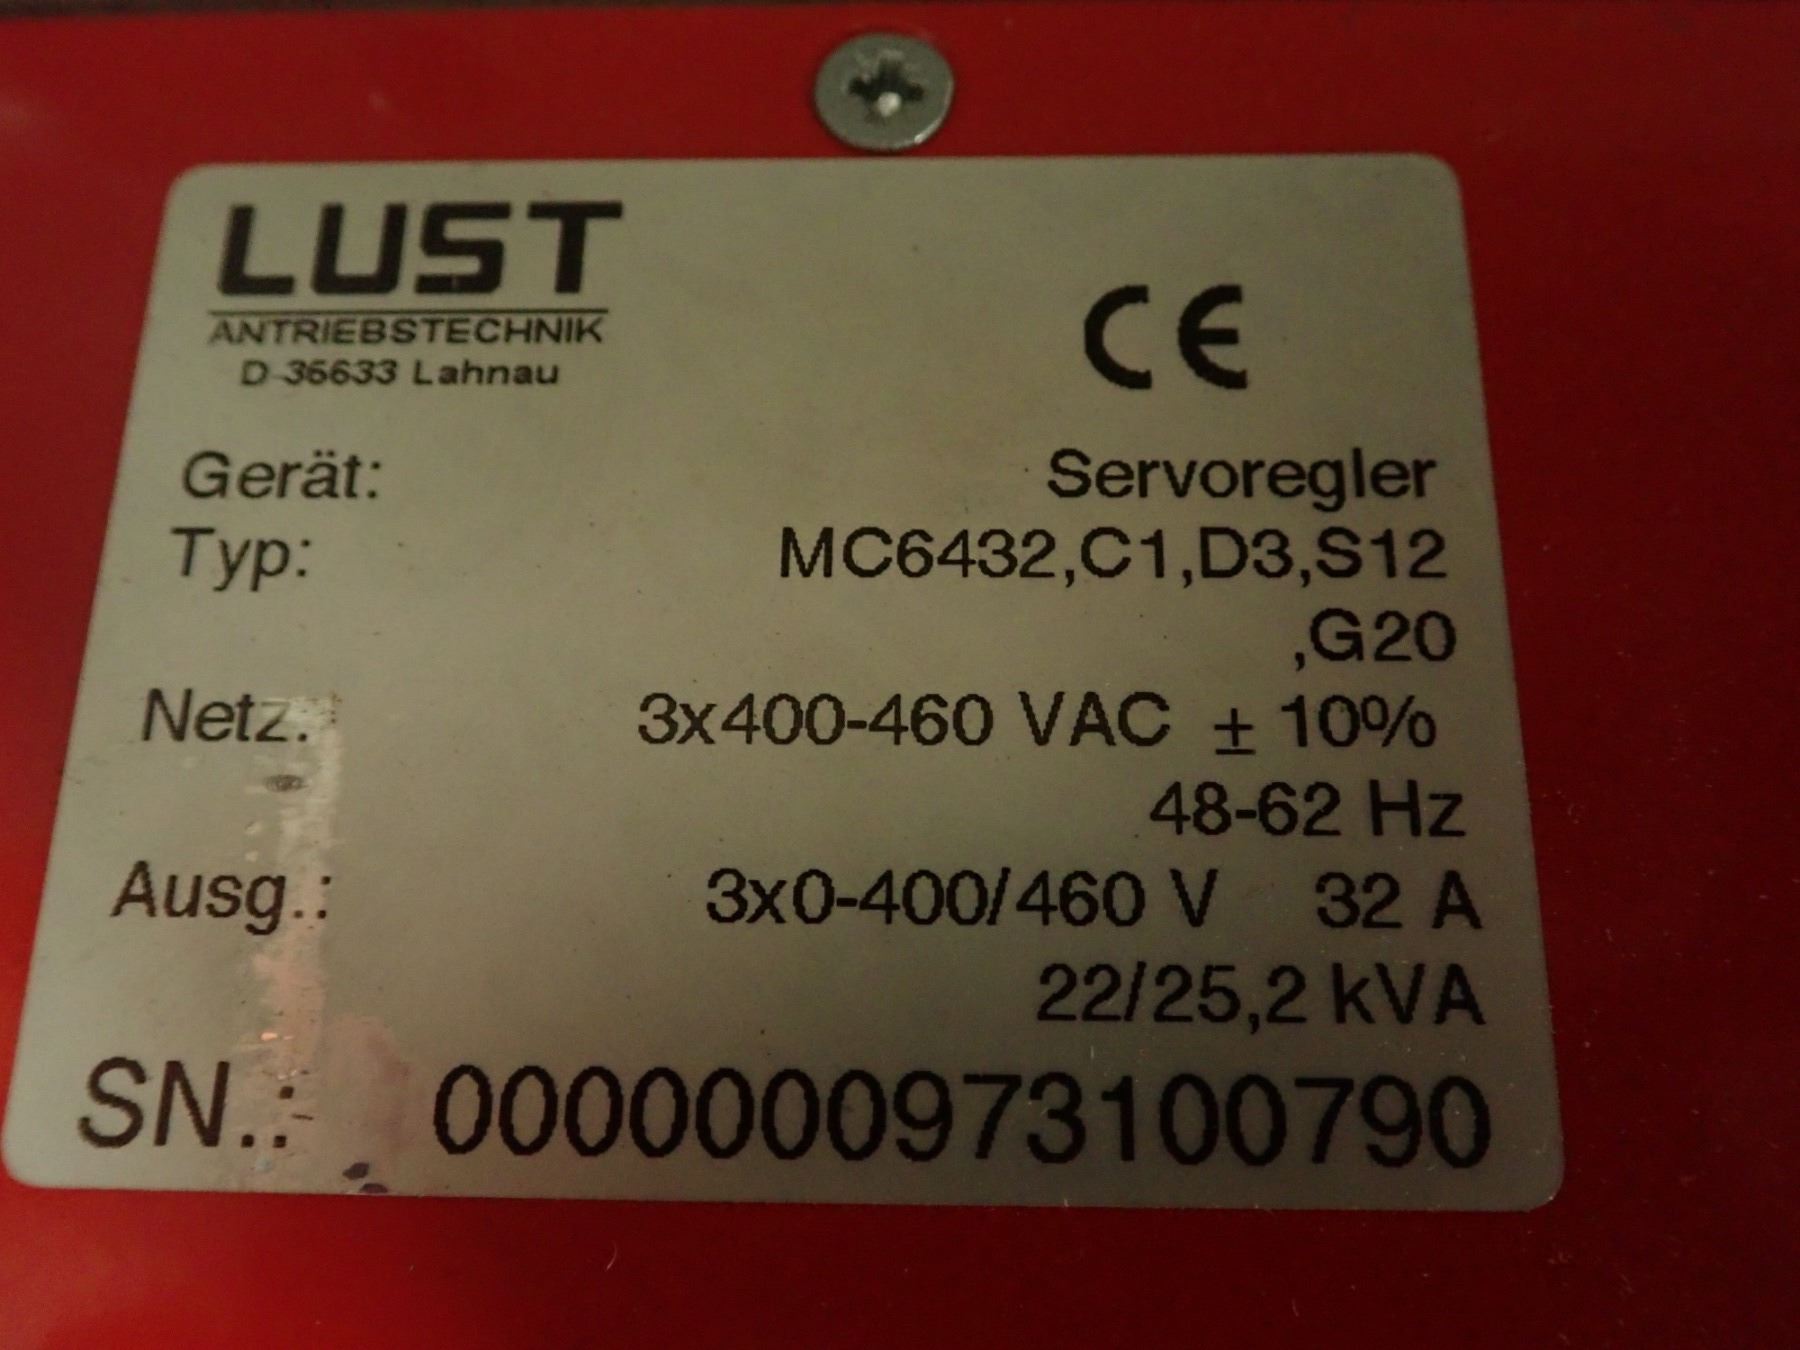 LUST
ANTRIEBSTECHNIK
D-35633 Lahnau
CE
Gerät: Servoregler
Typ: MC6432,C1,D3,S12
,G20
Netz.: 3x400-460 VAC ± 10%
48-62 Hz
Ausg.: 3x0-400/460 V 32 A
22/25,2 kVA
SN.: 0000000973100790